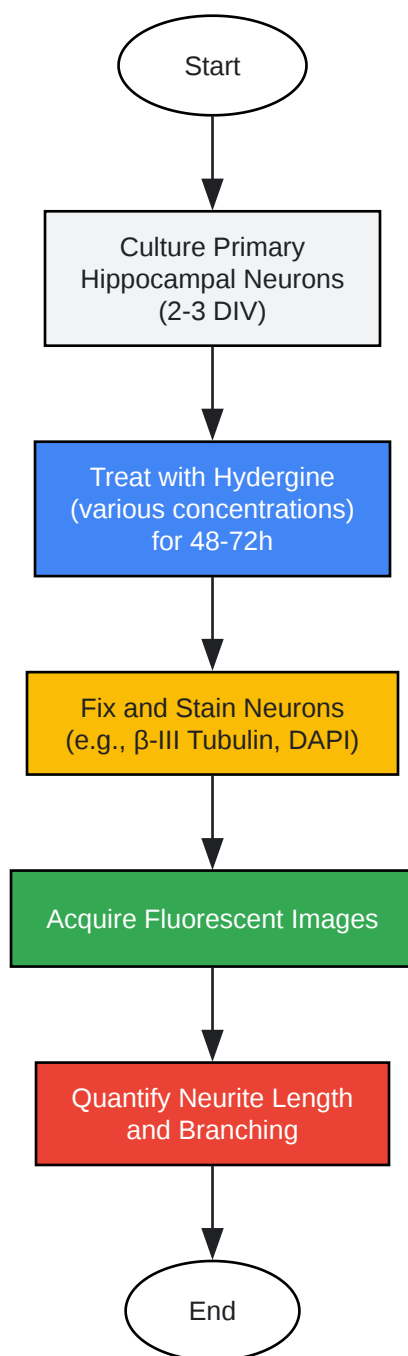 Start
Culture Primary
Hippocampal Neurons
(2-3 DIV)
Treat with Hydergine
(various concentrations)
for 48-72h
Fix and Stain Neurons
(e.g., β-III Tubulin, DAPI)
Acquire Fluorescent Images
Quantify Neurite Length
and Branching
End